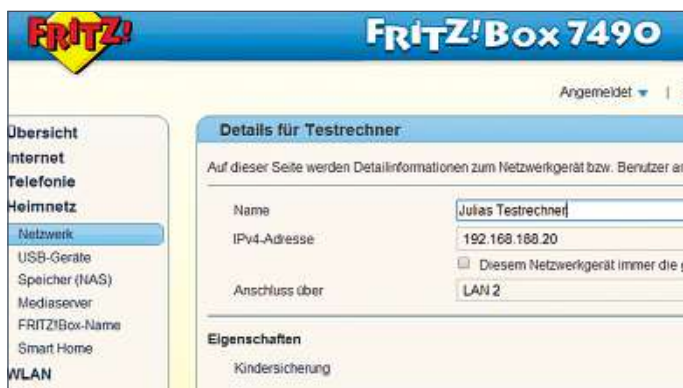 FRITZ!
FRITZ!Box 7490
Angemeldet
Übersicht
Internet
Telefonie
Heimnetz
Netzwerk
USB-Geräte
Speicher (NAS)
Mediaserver
FRITZ!Box-Name
Smart Home
WLAN
Details für Testrechner
Auf dieser Seite werden Detailinformationen zum Netzwerkgerät bzw. Benutzer
Name
Julias Testrechner
IPv4-Adresse
192.168.188.20
Diesem Netzwerkgerät immer die
Anschluss über
LAN 2
Eigenschaften
Kindersicherung